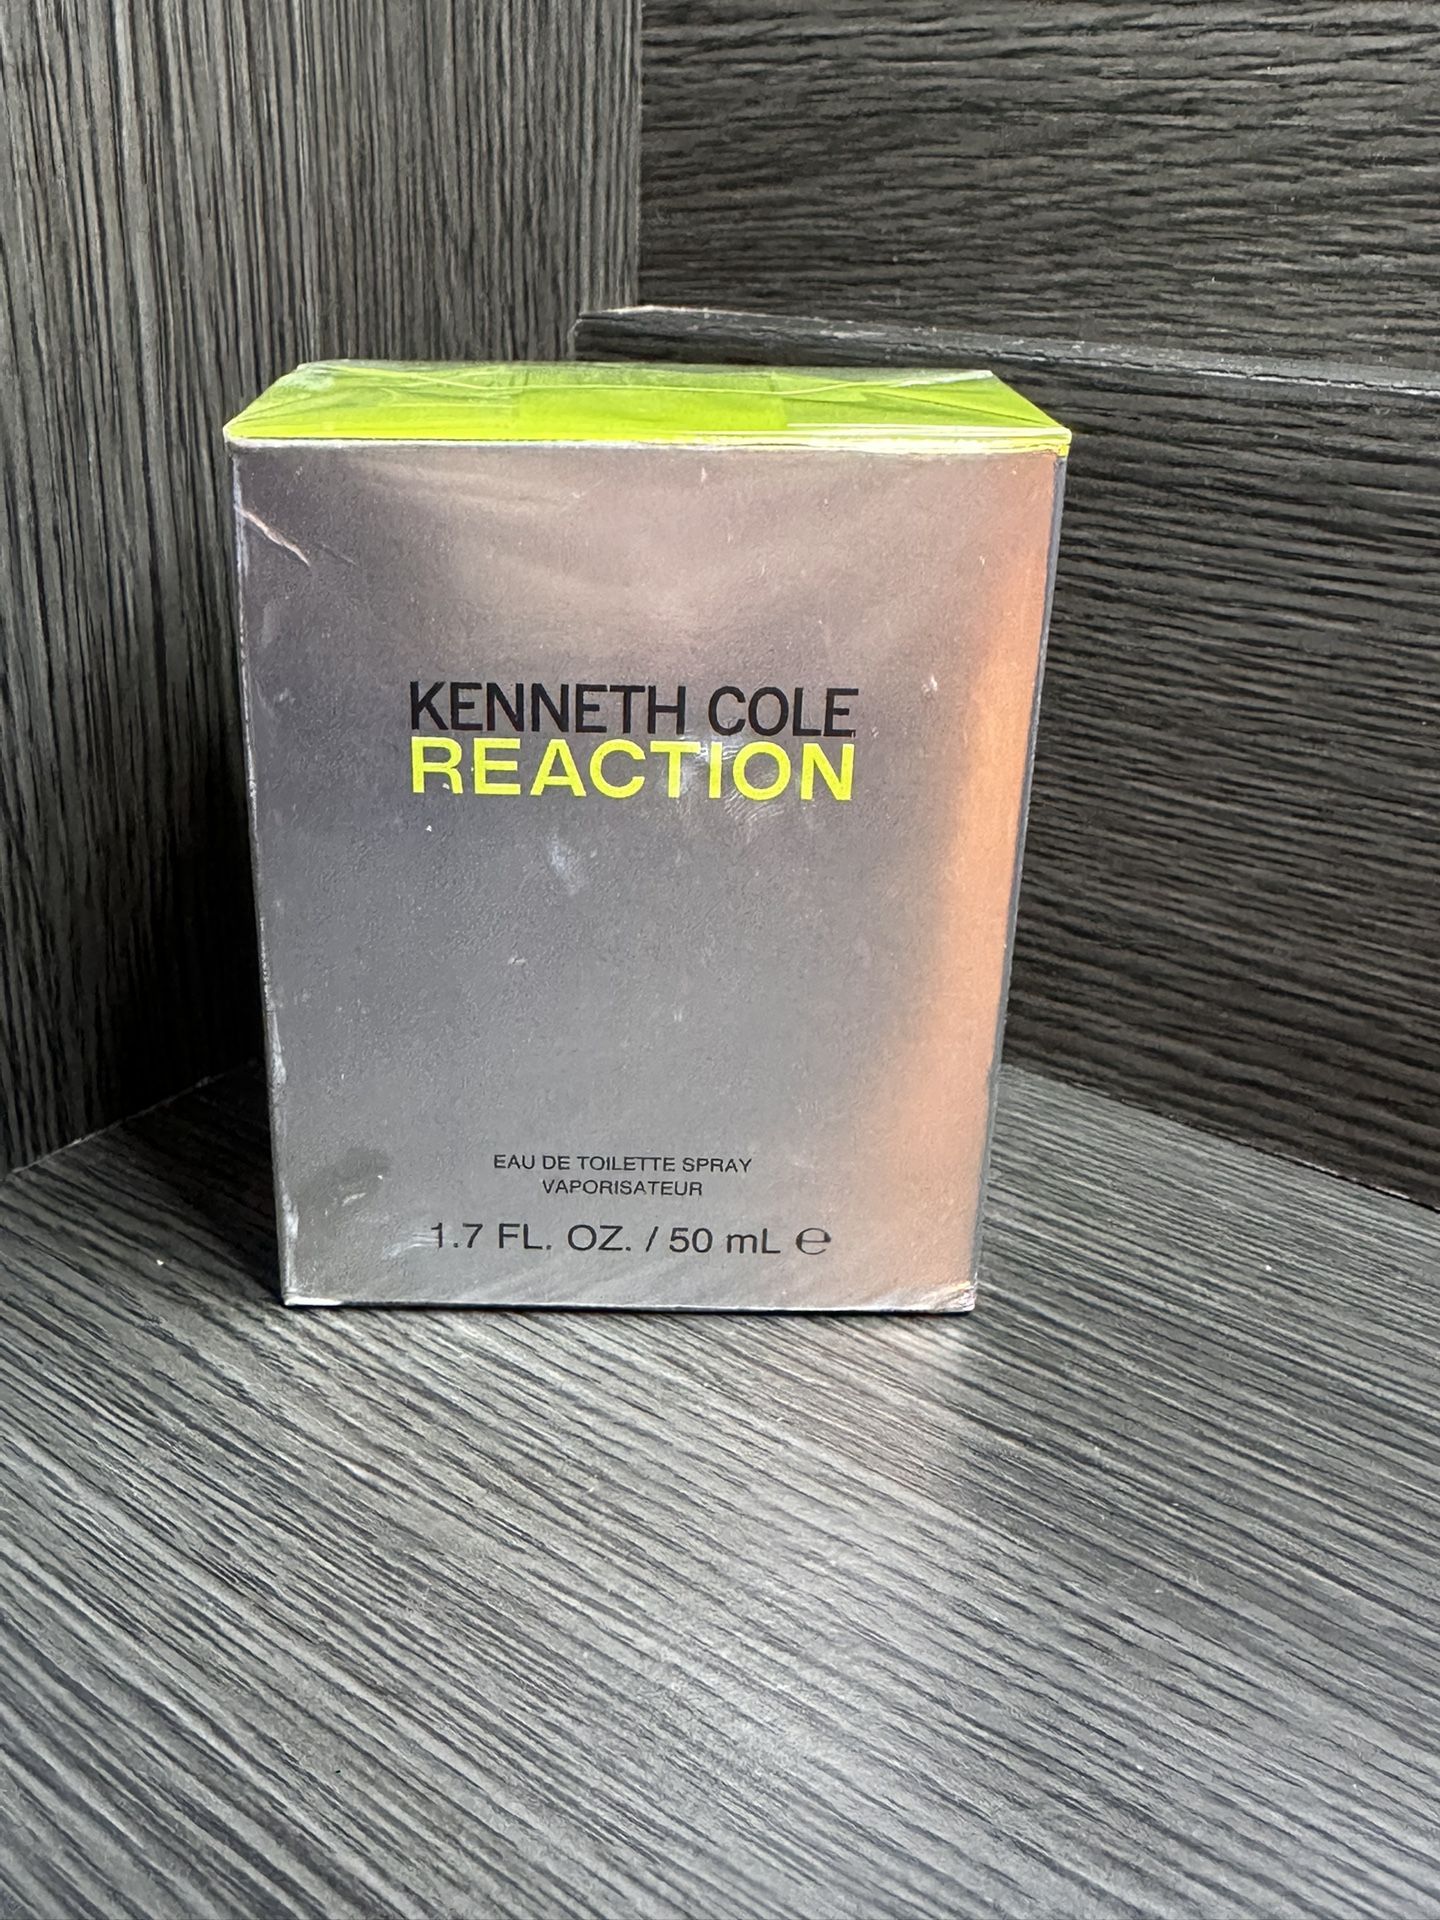 KENNETH COLE
REACTION
EAU DE TOILETTE SPRAY
VAPORISATEUR
1.7 FL. OZ. / 50 mL ℮